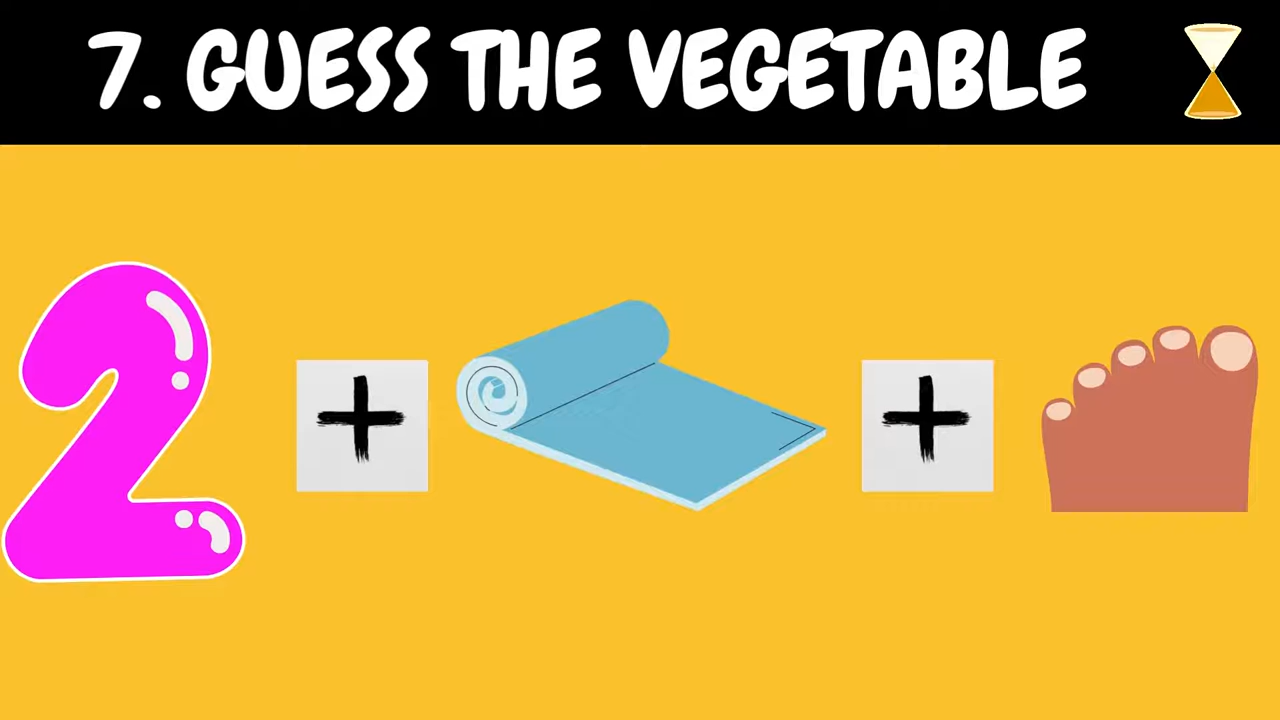 7. GUESS THE VEGETABLE
2 + +